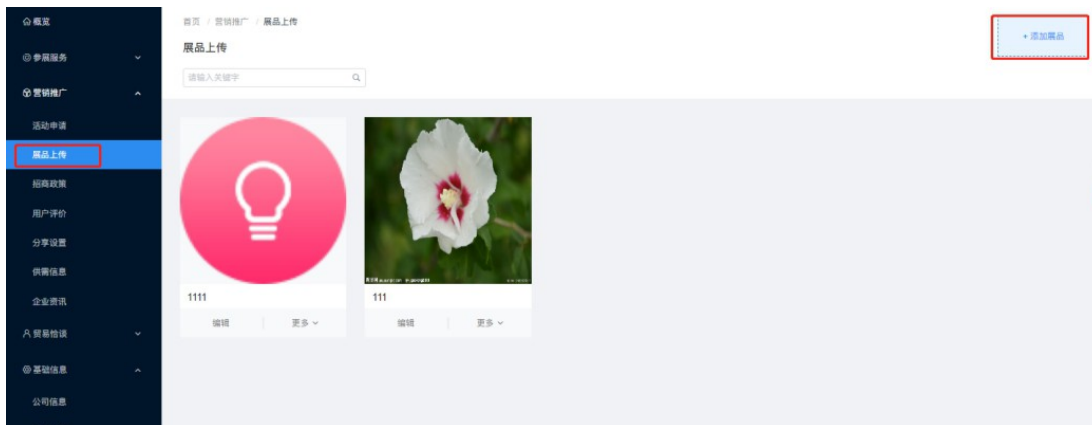 概览
参展服务
营销推广
活动申请
展品上传
招商政策
用户评价
分享设置
供需信息
企业资讯
贸易洽谈
基础信息
公司信息
首页 / 营销推广 / 展品上传
展品上传
请输入关键字
+ 添加展品
1111
编辑 更多
111
编辑 更多